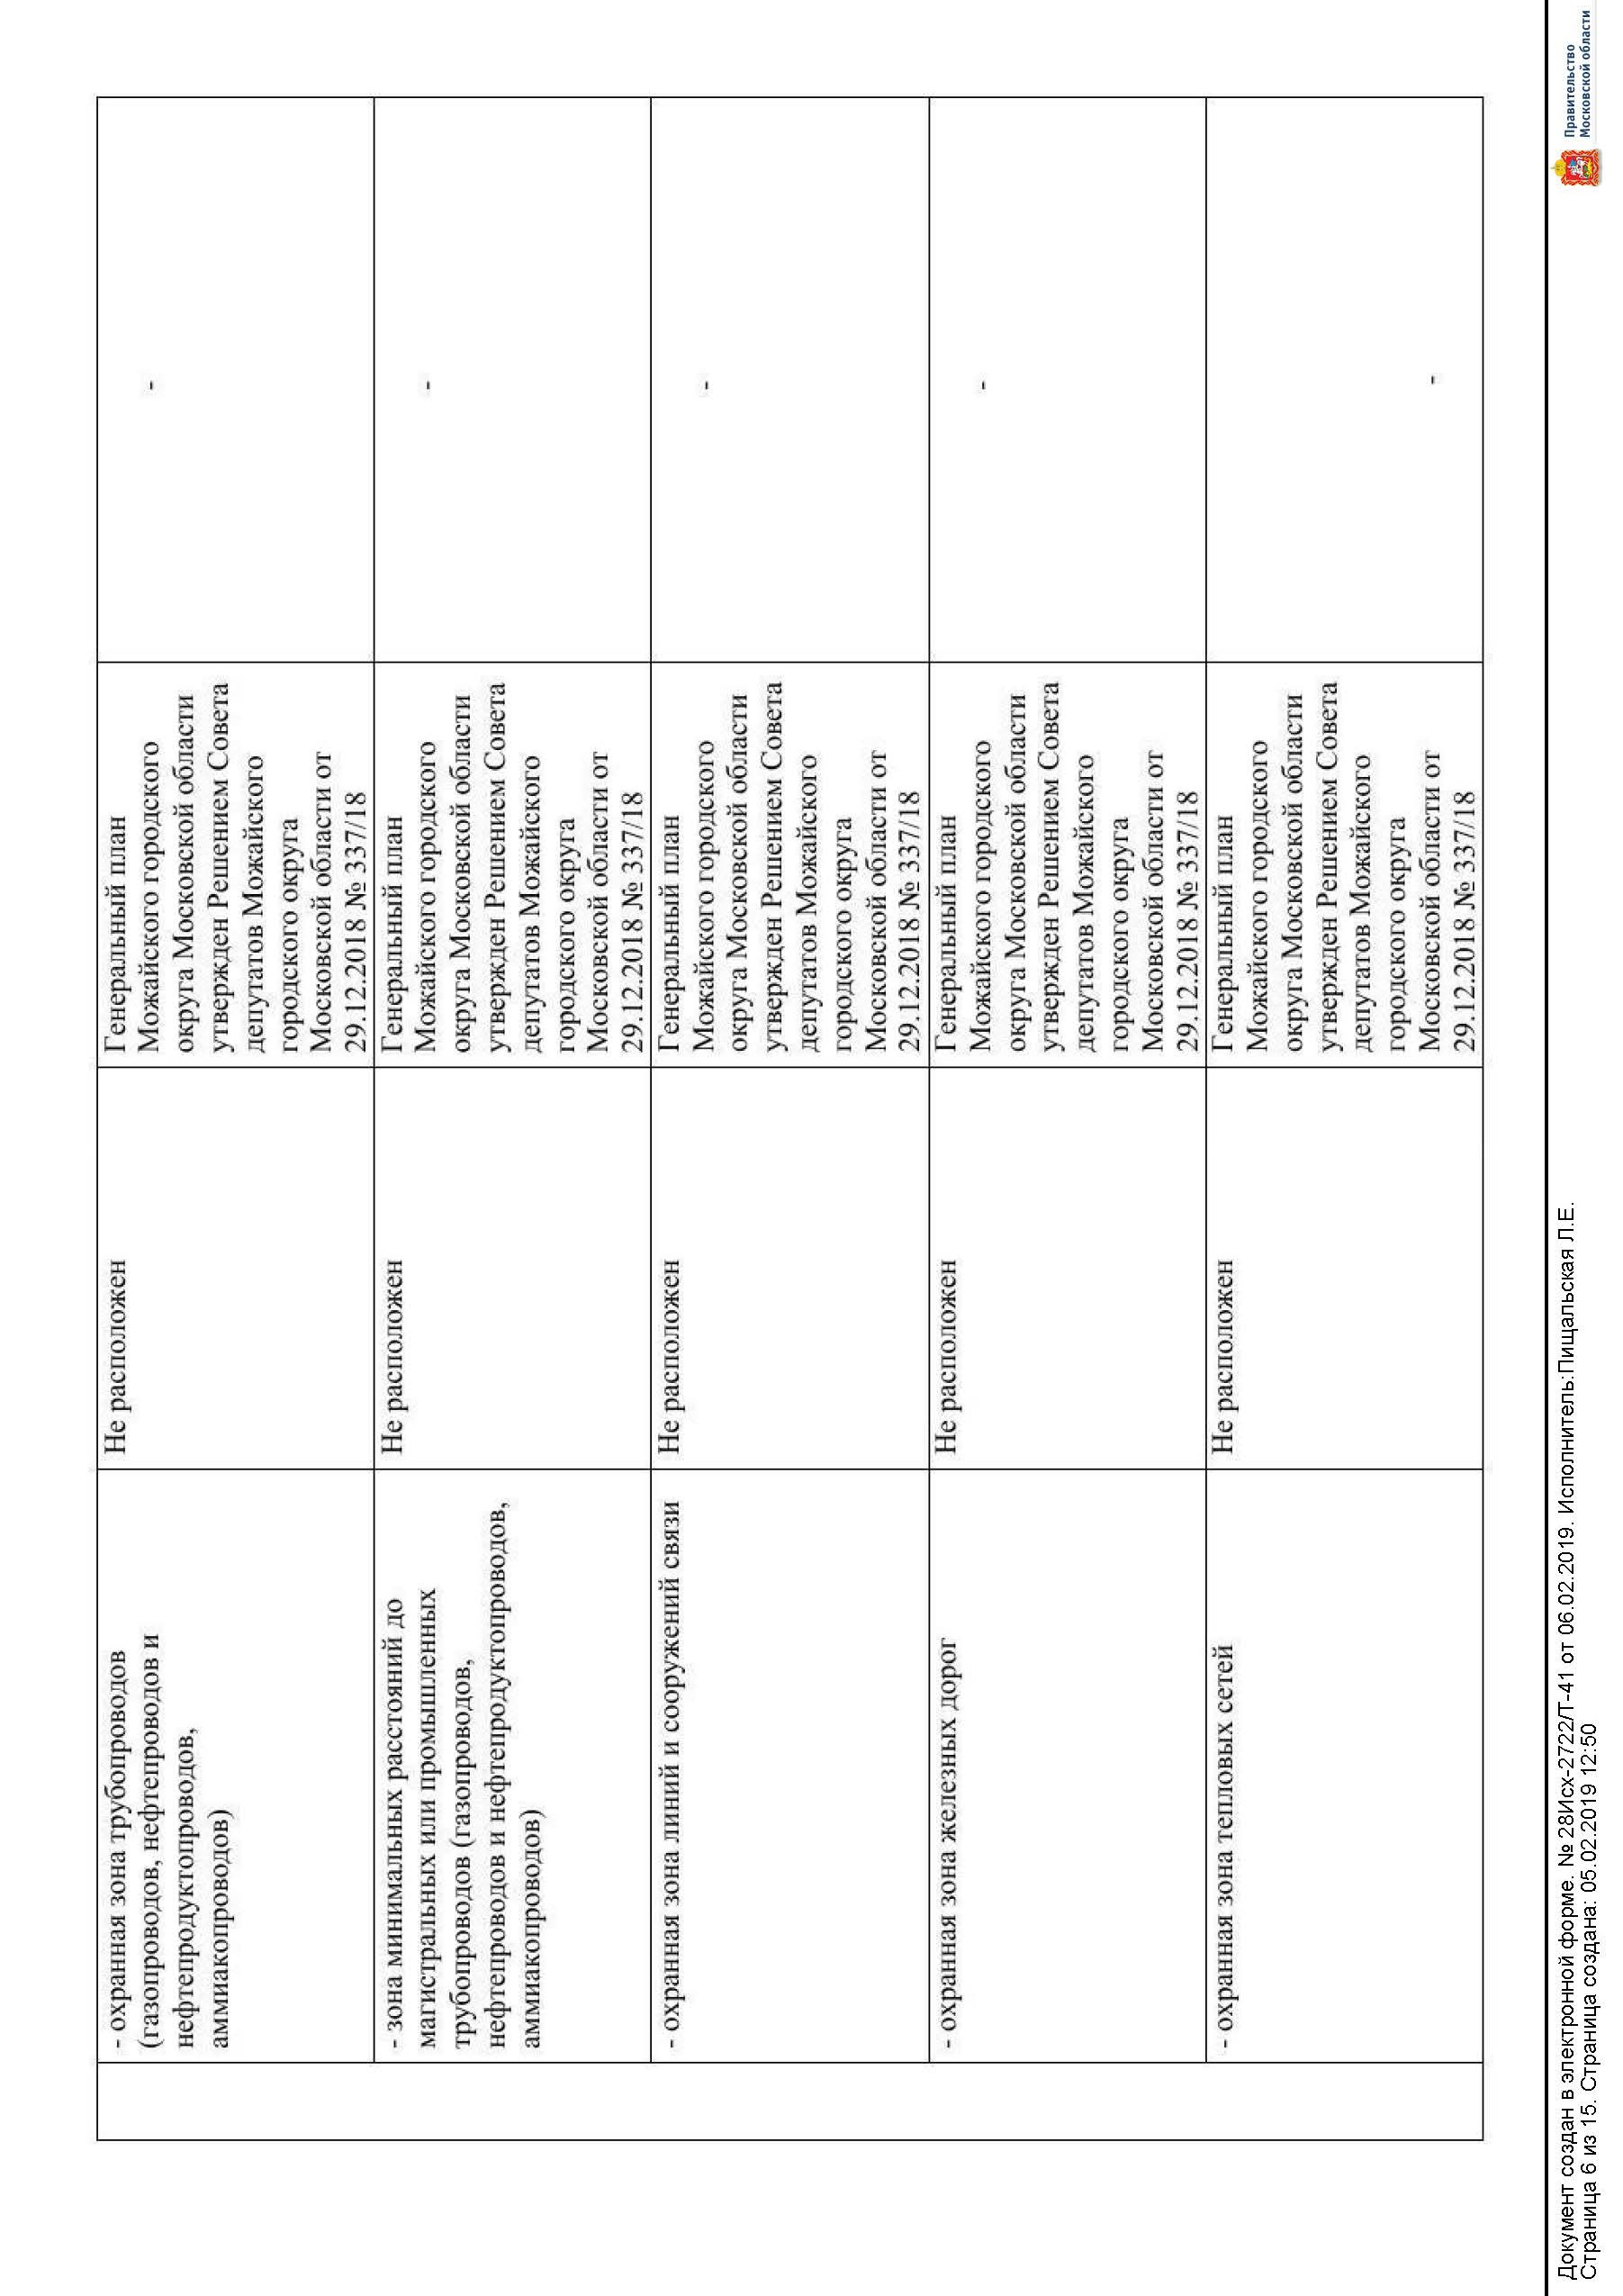 - охранная зона трубопроводов
(газопроводов, нефтепроводов и
нефтепродуктопроводов,
аммиакопроводов)
Не расположен
Генеральный план
Можайского городского
округа Московской области
утвержден Решением Совета
депутатов Можайского
городского округа
Московской области от
29.12.2018 № 337/18
-
- зона минимальных расстояний до
магистральных или промышленных
трубопроводов (газопроводов,
нефтепроводов и нефтепродуктопроводов,
аммиакопроводов)
Не расположен
Генеральный план
Можайского городского
округа Московской области
утвержден Решением Совета
депутатов Можайского
городского округа
Московской области от
29.12.2018 № 337/18
-
- охранная зона линий и сооружений связи
Не расположен
Генеральный план
Можайского городского
округа Московской области
утвержден Решением Совета
депутатов Можайского
городского округа
Московской области от
29.12.2018 № 337/18
-
- охранная зона железных дорог
Не расположен
Генеральный план
Можайского городского
округа Московской области
утвержден Решением Совета
депутатов Можайского
городского округа
Московской области от
29.12.2018 № 337/18
-
- охранная зона тепловых сетей
Не расположен
Генеральный план
Можайского городского
округа Московской области
утвержден Решением Совета
депутатов Можайского
городского округа
Московской области от
29.12.2018 № 337/18
-
Документ создан в электронной форме. № 28Исх-2722/Т-41 от 06.02.2019. Исполнитель:Пищальская Л.Е.
Страница 6 из 15. Страница создана: 05.02.2019 12:50
Правительство
Московской области